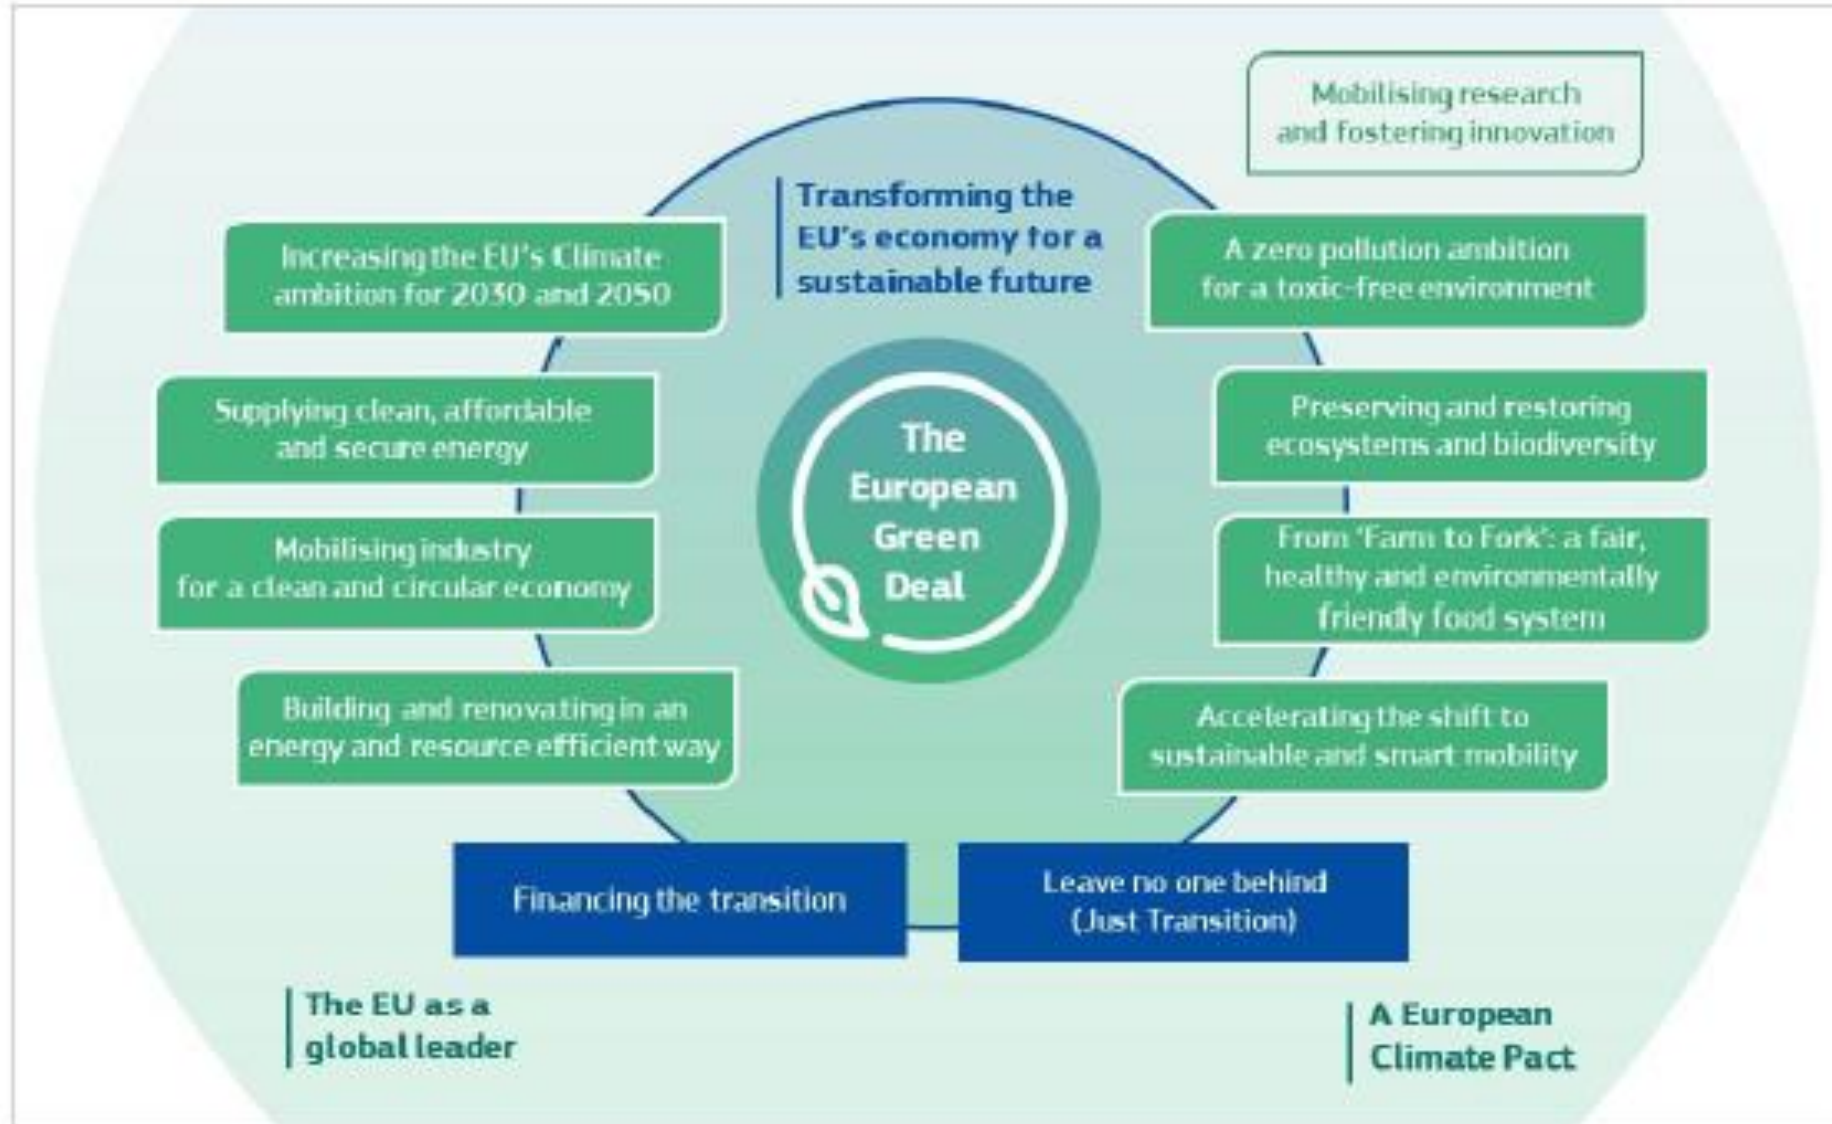 Mobilising research
and fostering innovation
Transforming the
EU's economy for a
sustainable future
Increasing the EU's Climate
ambition for 2030 and 2050
A zero pollution ambition
for a toxic-free environment
Supplying clean, affordable
and secure energy
Preserving and restoring
ecosystems and biodiversity
The
European
Green
Deal
Mobilising industry
for a clean and circular economy
From 'Farm to Fork': a fair,
healthy and environmentally
friendly food system
Building and renovating in an
energy and resource efficient way
Accelerating the shift to
sustainable and smart mobility
Financing the transition
Leave no one behind
(Just Transition)
The EU as a
global leader
A European
Climate Pact